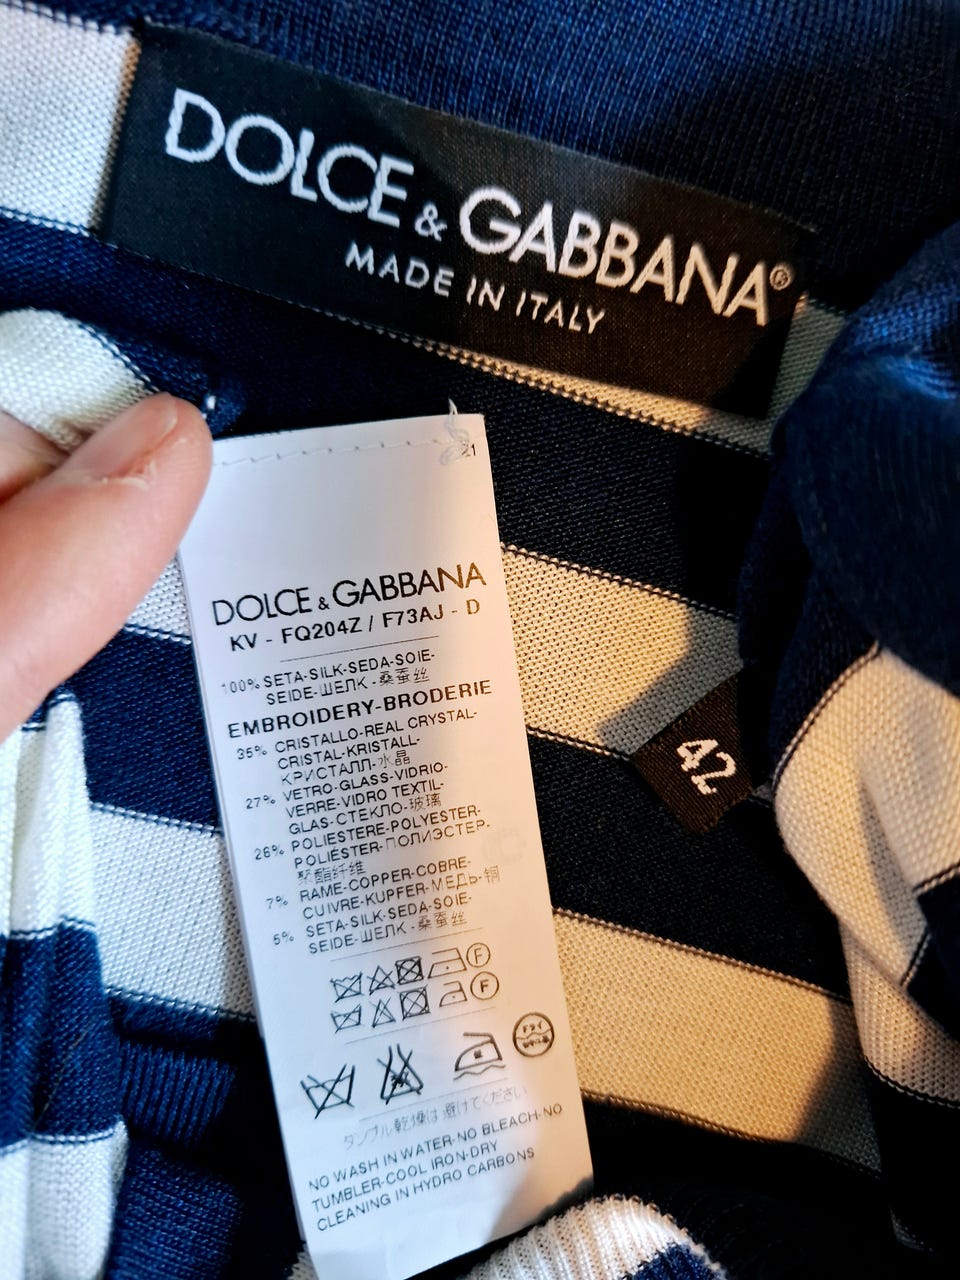 DOLCE & GABBANA®
MADE IN ITALY
21
DOLCE & GABBANA
KV - FQ204Z / F73AJ - D
100% SETA-SILK-SEDA-SOIE-
SEIDE-ШЕЛК - 桑蚕丝
EMBROIDERY-BRODERIE
35% CRISTALLO-REAL CRYSTAL-
CRISTAL-KRISTALL-
КРИСТАЛЛ-水晶
27% VETRO-GLASS-VIDRIO-
VERRE-VIDRO TEXTIL-
GLAS-СТЕКЛО-玻璃
26% POLIESTERE-POLYESTER-
POLIÉSTER-ПОЛИЭСТЕР-
聚酯纤维
7% RAME-COPPER-COBRE-
CUIVRE-KUPFER-МЕДЬ-铜
5% SETA-SILK-SEDA-SOIE-
SEIDE-ШЕЛК - 桑蚕丝
F
F
ドライ
タンブル乾燥は避けてください
NO WASH IN WATER-NO BLEACH-NO
TUMBLER-COOL IRON-DRY
CLEANING IN HYDRO CARBONS
42